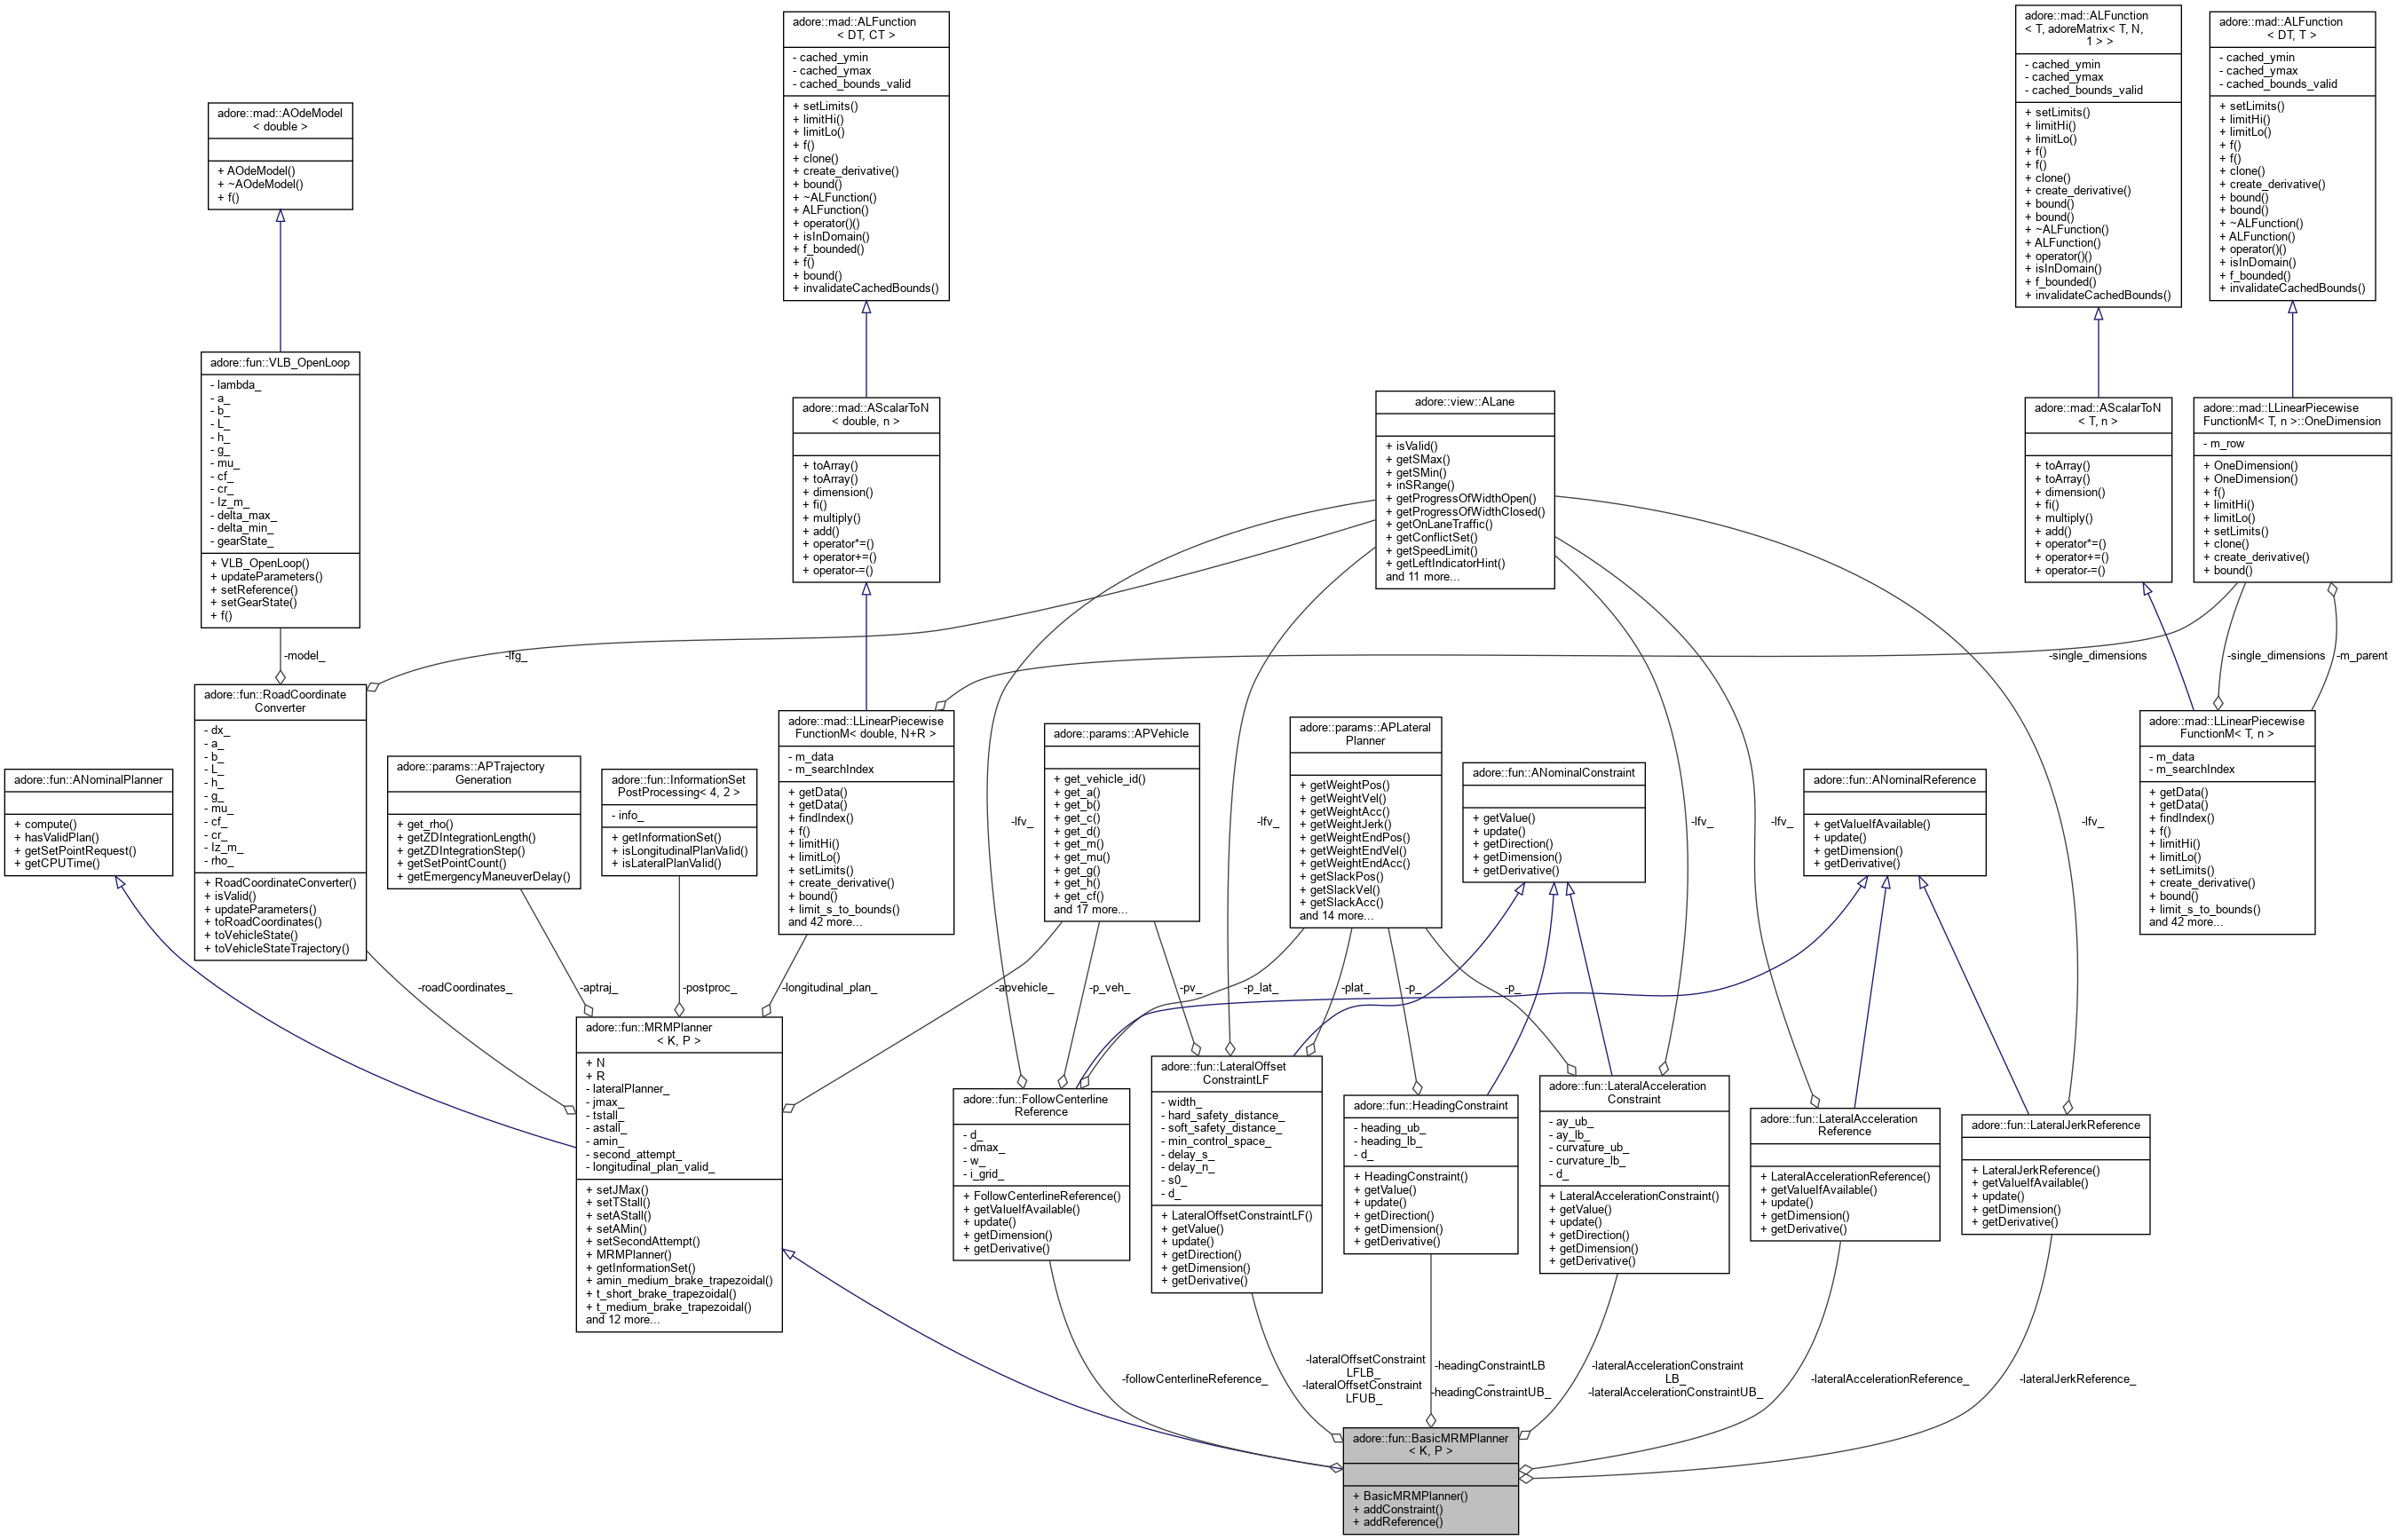 adore::mad::ALFunction
< DT, CT >
- cached_ymin
- cached_ymax
- cached_bounds_valid
+ setLimits()
+ limitHi()
+ limitLo()
+ f()
+ clone()
+ create_derivative()
+ bound()
+ ~ALFunction()
+ ALFunction()
+ operator()()
+ isInDomain()
+ f_bounded()
+ f()
+ bound()
+ invalidateCachedBounds()
adore::mad::ALFunction
< T, adoreMatrix< T, N,
1 > >
- cached_ymin
- cached_ymax
- cached_bounds_valid
+ setLimits()
+ limitHi()
+ limitLo()
+ f()
+ f()
+ clone()
+ create_derivative()
+ bound()
+ bound()
+ ~ALFunction()
+ ALFunction()
+ operator()()
+ isInDomain()
+ f_bounded()
+ invalidateCachedBounds()
adore::mad::ALFunction
< DT, T >
- cached_ymin
- cached_ymax
- cached_bounds_valid
+ setLimits()
+ limitHi()
+ limitLo()
+ f()
+ f()
+ clone()
+ create_derivative()
+ bound()
+ bound()
+ ~ALFunction()
+ ALFunction()
+ operator()()
+ isInDomain()
+ f_bounded()
+ invalidateCachedBounds()
adore::mad::AOdeModel
< double >
+ AOdeModel()
+ ~AOdeModel()
+ f()
adore::fun::VLB_OpenLoop
- lambda_
- a_
- b_
- L_
- h_
- g_
- mu_
- cf_
- cr_
- Iz_m_
- delta_max_
- delta_min_
- gearState_
+ VLB_OpenLoop()
+ updateParameters()
+ setReference()
+ setGearState()
+ f()
adore::mad::AScalarToN
< double, n >
+ toArray()
+ toArray()
+ dimension()
+ fi()
+ multiply()
+ add()
+ operator*=()
+ operator+=()
+ operator-=()
adore::view::ALane
+ isValid()
+ getSMax()
+ getSMin()
+ inSRange()
+ getProgressOfWidthOpen()
+ getProgressOfWidthClosed()
+ getOnLaneTraffic()
+ getConflictSet()
+ getSpeedLimit()
+ getLeftIndicatorHint()
and 11 more...
adore::mad::AScalarToN
< T, n >
+ toArray()
+ toArray()
+ dimension()
+ fi()
+ multiply()
+ add()
+ operator*=()
+ operator+=()
+ operator-=()
adore::mad::LLinearPiecewise
FunctionM< T, n >::OneDimension
- m_row
+ OneDimension()
+ OneDimension()
+ f()
+ limitHi()
+ limitLo()
+ setLimits()
+ clone()
+ create_derivative()
+ bound()
-model_
-lfg_
-single_dimensions
-single_dimensions
-m_parent
adore::fun::RoadCoordinate
Converter
- dx_
- a_
- b_
- L_
- h_
- g_
- mu_
- cf_
- cr_
- Iz_m_
- rho_
+ RoadCoordinateConverter()
+ isValid()
+ updateParameters()
+ toRoadCoordinates()
+ toVehicleState()
+ toVehicleStateTrajectory()
adore::fun::ANominalPlanner
+ compute()
+ hasValidPlan()
+ getSetPointRequest()
+ getCPUTime()
adore::params::APTrajectory
Generation
+ get_rho()
+ getZDIntegrationLength()
+ getZDIntegrationStep()
+ getSetPointCount()
+ getEmergencyManeuverDelay()
adore::fun::InformationSet
PostProcessing< 4, 2 >
- info_
+ getInformationSet()
+ isLongitudinalPlanValid()
+ isLateralPlanValid()
adore::mad::LLinearPiecewise
FunctionM< double, N+R >
- m_data
- m_searchIndex
+ getData()
+ getData()
+ findIndex()
+ f()
+ limitHi()
+ limitLo()
+ setLimits()
+ create_derivative()
+ bound()
+ limit_s_to_bounds()
and 42 more...
adore::params::APVehicle
+ get_vehicle_id()
+ get_a()
+ get_b()
+ get_c()
+ get_d()
+ get_m()
+ get_mu()
+ get_g()
+ get_h()
+ get_cf()
and 17 more...
adore::params::APLateral
Planner
+ getWeightPos()
+ getWeightVel()
+ getWeightAcc()
+ getWeightJerk()
+ getWeightEndPos()
+ getWeightEndVel()
+ getWeightEndAcc()
+ getSlackPos()
+ getSlackVel()
+ getSlackAcc()
and 14 more...
adore::fun::ANominalConstraint
+ getValue()
+ update()
+ getDirection()
+ getDimension()
+ getDerivative()
adore::fun::ANominalReference
+ getValueIfAvailable()
+ update()
+ getDimension()
+ getDerivative()
adore::mad::LLinearPiecewise
FunctionM< T, n >
- m_data
- m_searchIndex
+ getData()
+ getData()
+ findIndex()
+ f()
+ limitHi()
+ limitLo()
+ setLimits()
+ create_derivative()
+ bound()
+ limit_s_to_bounds()
and 42 more...
-lfv_
-lfv_
-lfv_
-lfv_
-lfv_
-roadCoordinates_
-aptraj_
-postproc_
-longitudinal_plan_
-apvehicle_
-p_veh_
-pv_
-p_lat_
-plat_
-p_
-p_
adore::fun::MRMPlanner
< K, P >
+ N
+ R
- lateralPlanner_
- jmax_
- tstall_
- astall_
- amin_
- second_attempt_
- longitudinal_plan_valid_
+ setJMax()
+ setTStall()
+ setAStall()
+ setAMin()
+ setSecondAttempt()
+ MRMPlanner()
+ getInformationSet()
+ amin_medium_brake_trapezoidal()
+ t_short_brake_trapezoidal()
+ t_medium_brake_trapezoidal()
and 12 more...
adore::fun::FollowCenterline
Reference
- d_
- dmax_
- w_
- i_grid_
+ FollowCenterlineReference()
+ getValueIfAvailable()
+ update()
+ getDimension()
+ getDerivative()
adore::fun::LateralOffset
ConstraintLF
- width_
- hard_safety_distance_
- soft_safety_distance_
- min_control_space_
- delay_s_
- delay_n_
- s0_
- d_
+ LateralOffsetConstraintLF()
+ getValue()
+ update()
+ getDirection()
+ getDimension()
+ getDerivative()
adore::fun::HeadingConstraint
- heading_ub_
- heading_lb_
- d_
+ HeadingConstraint()
+ getValue()
+ update()
+ getDirection()
+ getDimension()
+ getDerivative()
adore::fun::LateralAcceleration
Constraint
- ay_ub_
- ay_lb_
- curvature_ub_
- curvature_lb_
- d_
+ LateralAccelerationConstraint()
+ getValue()
+ update()
+ getDirection()
+ getDimension()
+ getDerivative()
adore::fun::LateralAcceleration
Reference
+ LateralAccelerationReference()
+ getValueIfAvailable()
+ update()
+ getDimension()
+ getDerivative()
adore::fun::LateralJerkReference
+ LateralJerkReference()
+ getValueIfAvailable()
+ update()
+ getDimension()
+ getDerivative()
-followCenterlineReference_
-lateralOffsetConstraint
LFLB_
-lateralOffsetConstraint
LFUB_
-headingConstraintLB
_
-headingConstraintUB_
-lateralAccelerationConstraint
LB_
-lateralAccelerationConstraintUB_
-lateralAccelerationReference_
-lateralJerkReference_
adore::fun::BasicMRMPlanner
< K, P >
+ BasicMRMPlanner()
+ addConstraint()
+ addReference()